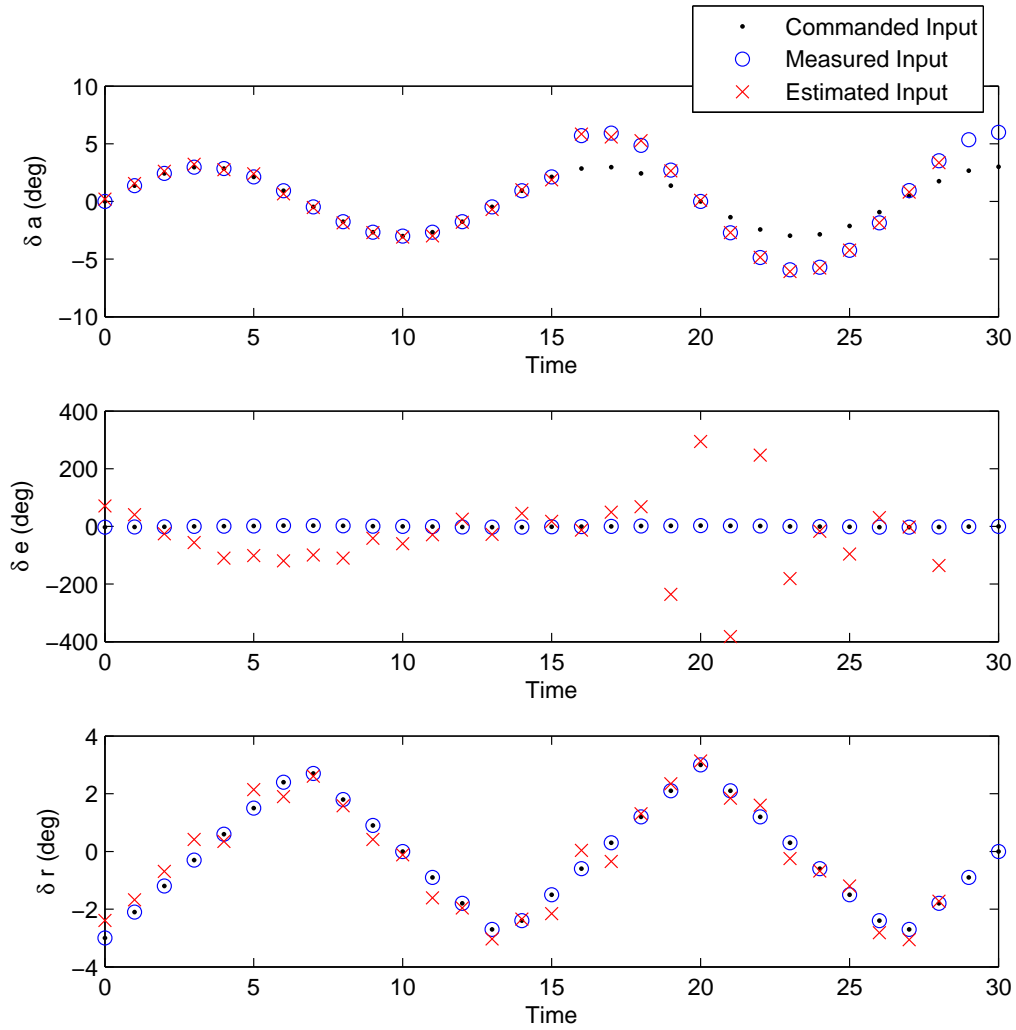 Commanded Input
Measured Input
Estimated Input
10
5
0
−5
−10
δ a (deg)
0 5 10 15 20 25 30
Time
400
200
0
−200
−400
δ e (deg)
0 5 10 15 20 25 30
Time
4
2
0
−2
−4
δ r (deg)
0 5 10 15 20 25 30
Time